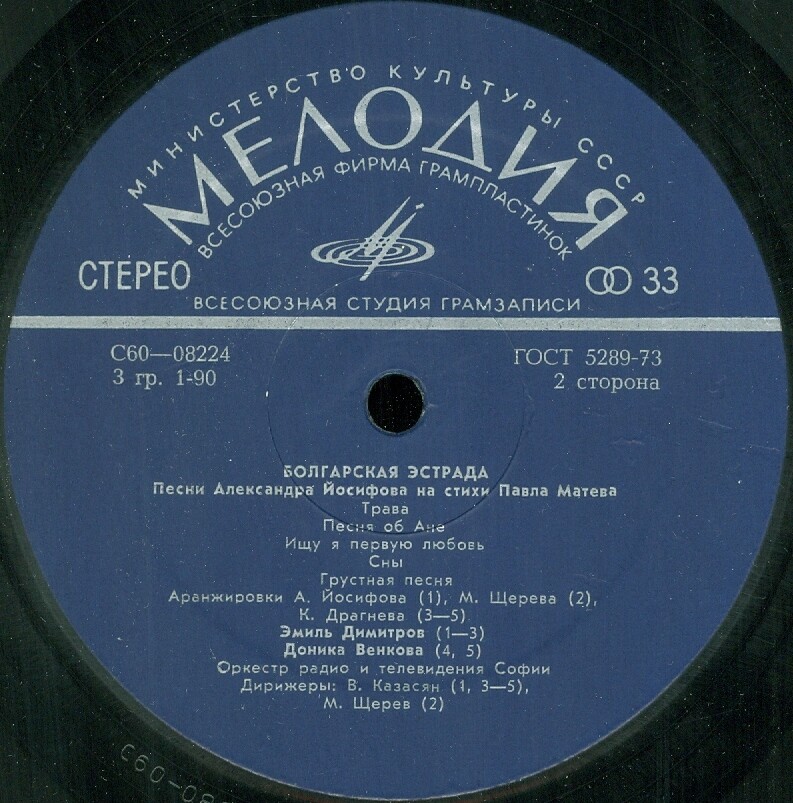 МИНИСТЕРСТВО КУЛЬТУРЫ СССР
МЕЛОДИЯ
ВСЕСОЮЗНАЯ ФИРМА ГРАМПЛАСТИНОК
СТЕРЕО
33
ВСЕСОЮЗНАЯ СТУДИЯ ГРАМЗАПИСИ
С60—08224
ГОСТ 5289-73
3 гр. 1-90
2 сторона
БОЛГАРСКАЯ ЭСТРАДА
Песни Александра Йосифова на стихи Павла Матева
Трава
Песня об Ане
Ищу я первую любовь
Сны
Грустная песня
Аранжировки А. Йосифова (1), М. Щерева (2),
К. Драгнева (3—5)
Эмиль Димитров (1—3)
Доника Венкова (4, 5)
Оркестр радио и телевидения Софии
Дирижеры: В. Казасян (1, 3—5),
М. Щерев (2)